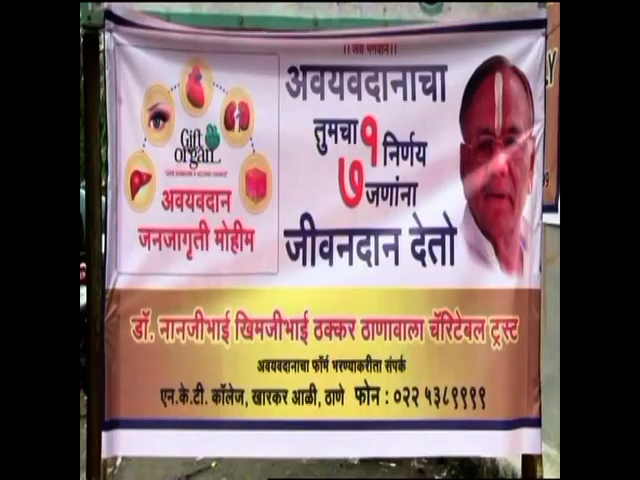 ।। जय भगवान ।।
अवयवदानाचा
तुमचा १ निर्णय
७ जणांना
जीवनदान देतो
Gift
organ
अवयवदान
जनजागृती मोहीम
डॉ. नानजीभाई खिमजीभाई ठक्कर ठाणावाला चॅरिटेबल ट्रस्ट
अवयवदानाचा फॉर्म भरण्याकरीता संपर्क
एन.के.टी. कॉलेज, खारकर आळी, ठाणे फोन : ०२२ ५३८९९९९